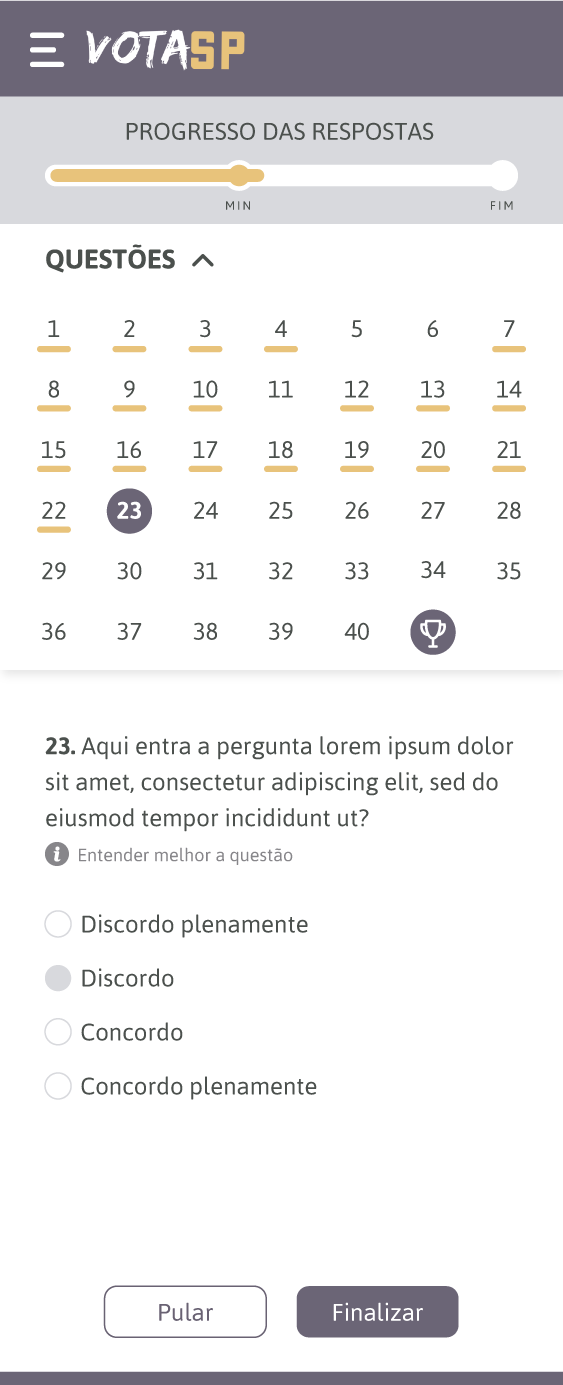 VOTASP
PROGRESSO DAS RESPOSTAS
MIN FIM
QUESTÕES
1 2 3 4 5 6 7
8 9 10 11 12 13 14
15 16 17 18 19 20 21
22 23 24 25 26 27 28
29 30 31 32 33 34 35
36 37 38 39 40
23. Aqui entra a pergunta lorem ipsum dolor
sit amet, consectetur adipiscing elit, sed do
eiusmod tempor incididunt ut?
i Entender melhor a questão
Discordo plenamente
Discordo
Concordo
Concordo plenamente
Pular Finalizar